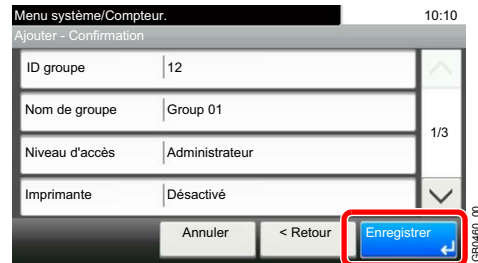 Menu système/Compteur. 10:10
Ajouter - Confirmation
ID groupe 12
Nom de groupe Group 01
1/3
Niveau d'accès Administrateur
Imprimante Désactivé
Annuler < Retour Enregistrer
GB0460_00